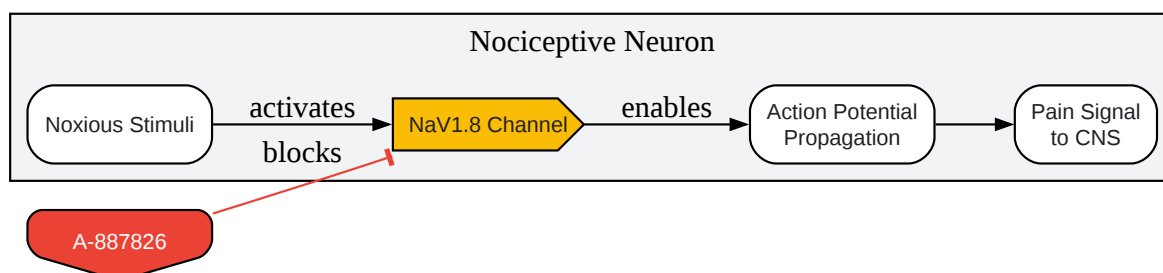 Nociceptive Neuron
Noxious Stimuli
activates
blocks
NaV1.8 Channel
enables
Action Potential
Propagation
Pain Signal
to CNS
A-887826